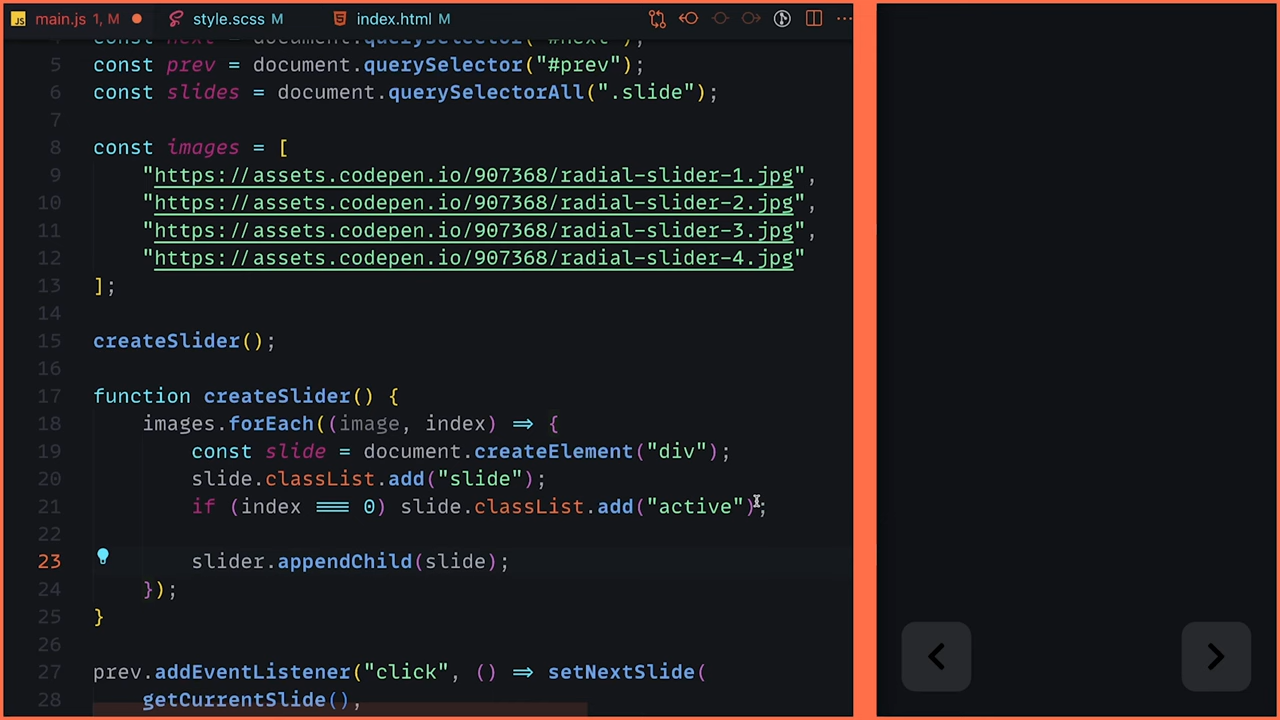 main.js 1, M style.scss M index.html M
const next = document.querySelector("#next");
5 const prev = document.querySelector("#prev");
6 const slides = document.querySelectorAll(".slide");
7
8 const images = [
9 "https://assets.codepen.io/907368/radial-slider-1.jpg",
10 "https://assets.codepen.io/907368/radial-slider-2.jpg",
11 "https://assets.codepen.io/907368/radial-slider-3.jpg",
12 "https://assets.codepen.io/907368/radial-slider-4.jpg"
13 ];
14
15 createSlider();
16
17 function createSlider() {
18 images.forEach((image, index) => {
19 const slide = document.createElement("div");
20 slide.classList.add("slide");
21 if (index === 0) slide.classList.add("active");
22
23 slider.appendChild(slide);
24 });
25 }
26
27 prev.addEventListener("click", () => setNextSlide(
28 getCurrentSlide(),